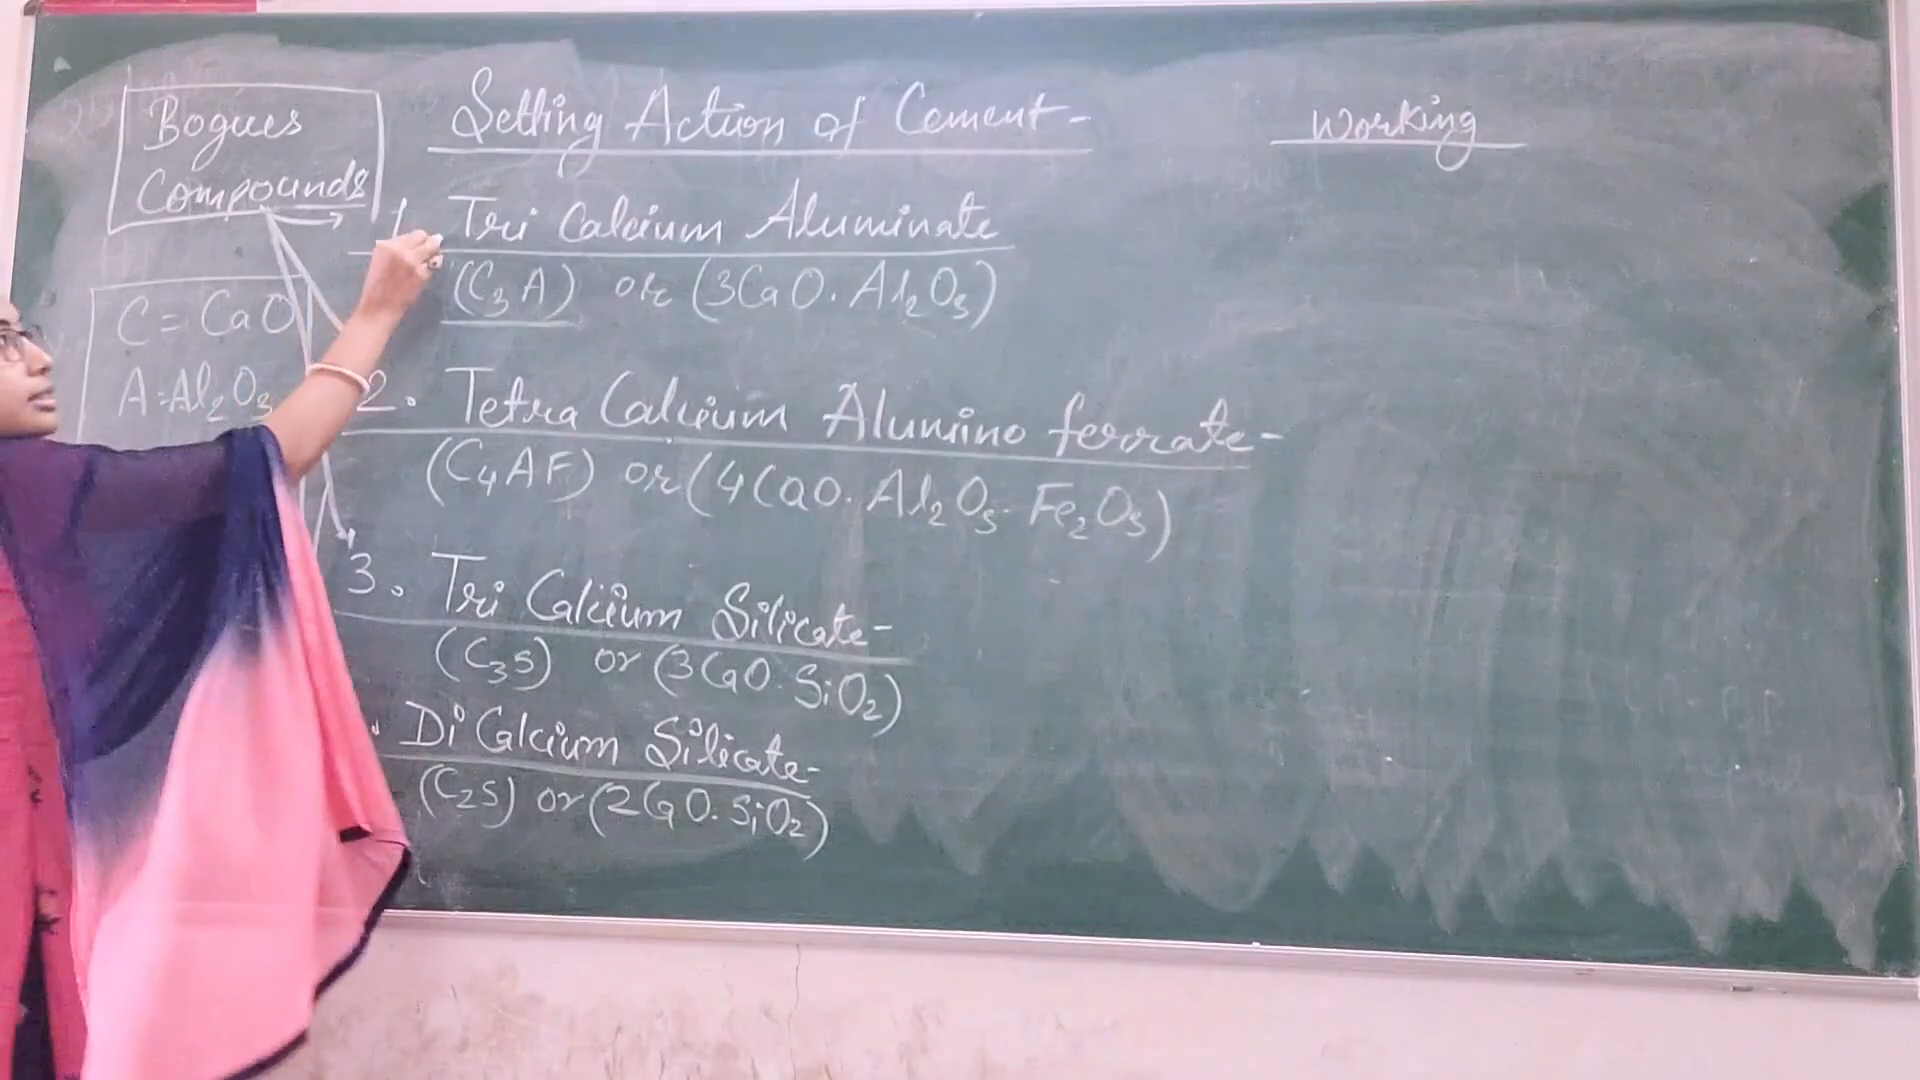 Bogues
Compounds
C = CaO
A = Al₂O₃
Setting Action of Cement-
1. Tri Calcium Aluminate
(C₃A) or (3CaO. Al₂O₃)
2. Tetra Calcium Alumino ferrate-
(C₄AF) or (4CaO. Al₂O₃. Fe₂O₃)
3. Tri Calcium Silicate-
(C₃S) or (3CaO. SiO₂)
. Di Calcium Silicate-
(C₂S) or (2CaO. SiO₂)
Working